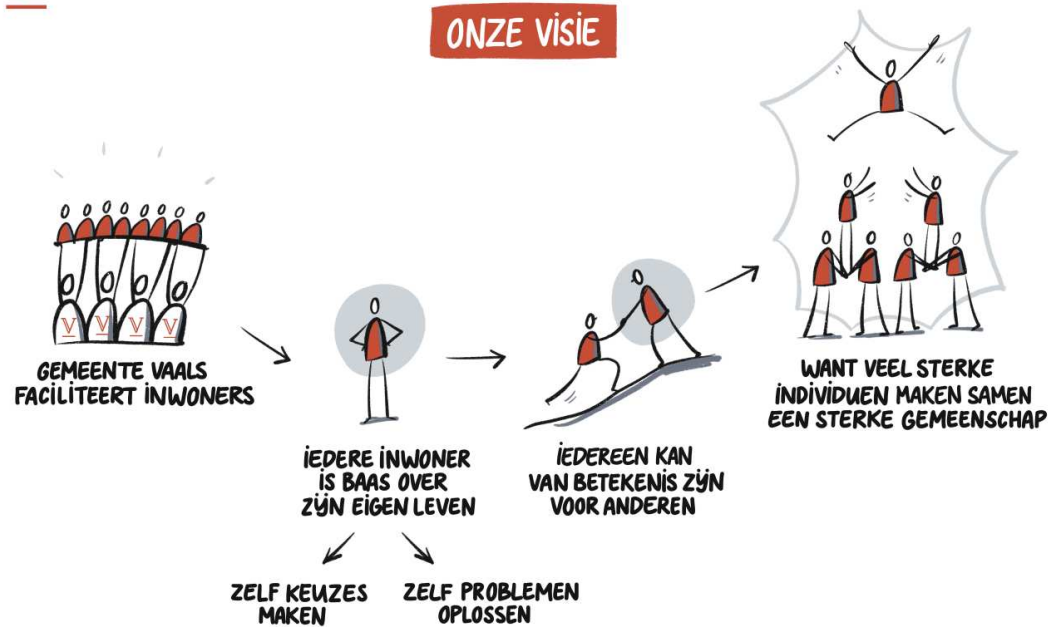 ONZE VISIE
V V V V
GEMEENTE VAALS
FACILITEERT INWONERS
IEDERE INWONER
IS BAAS OVER
ZIJN EIGEN LEVEN
ZELF KEUZES
MAKEN
ZELF PROBLEMEN
OPLOSSEN
IEDEREEN KAN
VAN BETEKENIS ZIJN
VOOR ANDEREN
WANT VEEL STERKE
INDIVIDUEN MAKEN SAMEN
EEN STERKE GEMEENSCHAP